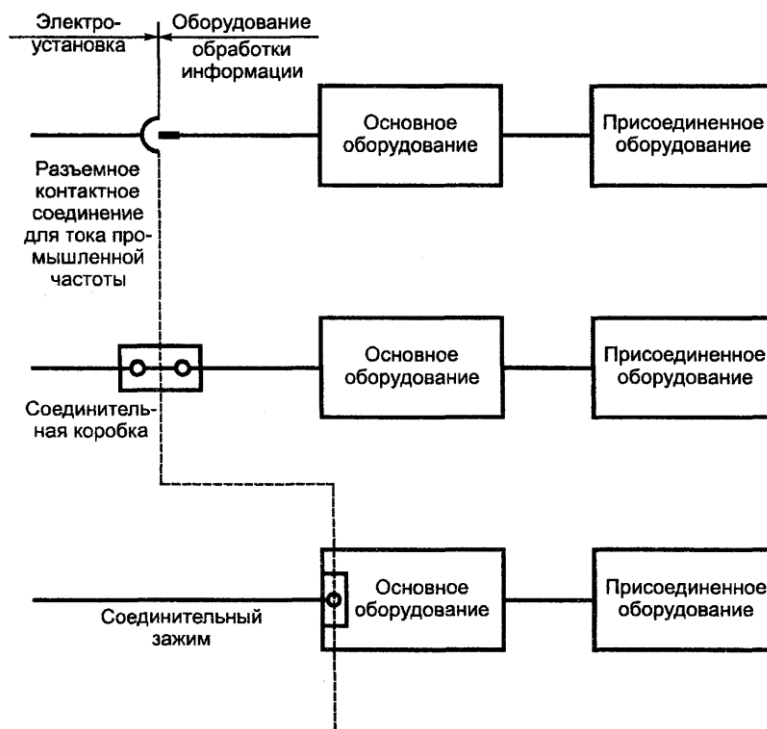 Электро-
установка
Оборудование
обработки
информации
Основное
оборудование
Присоединенное
оборудование
Разъемное
контактное
соединение
для тока про-
мышленной
частоты
Основное
оборудование
Присоединенное
оборудование
Соединитель-
ная коробка
Основное
оборудование
Присоединенное
оборудование
Соединительный
зажим